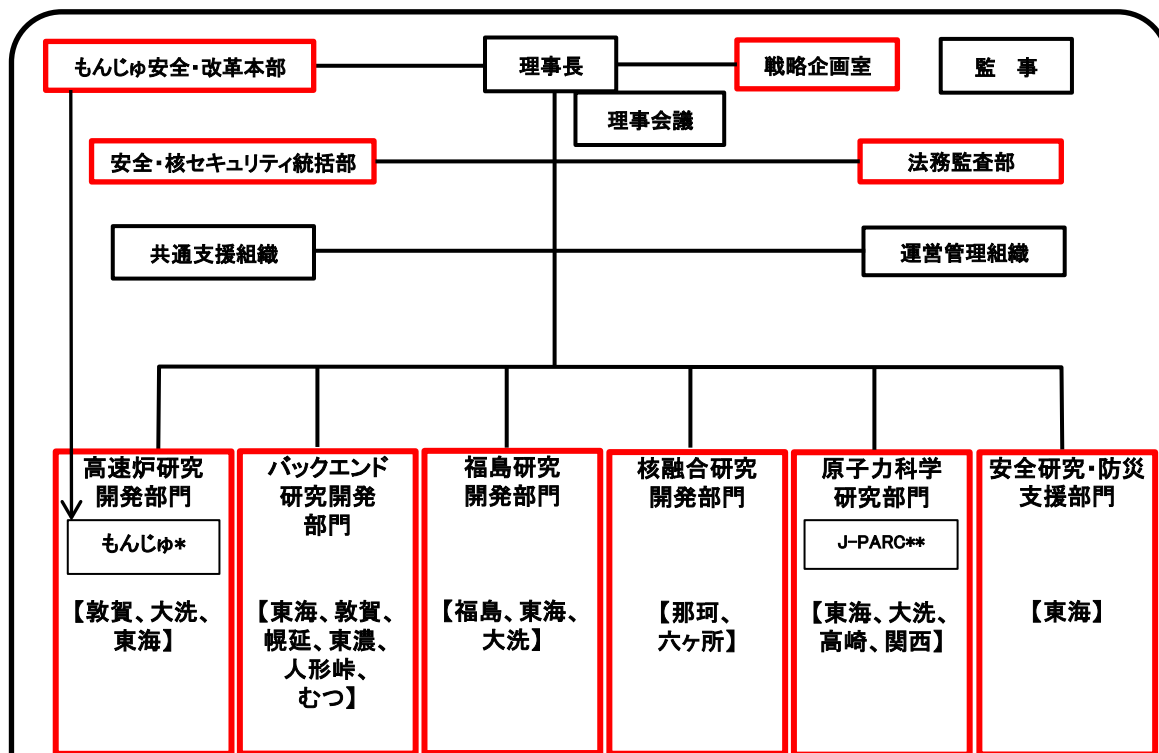 もんじゅ安全・改革本部
理事長
戦略企画室
監　事
理事会議
安全・核セキュリティ統括部
法務監査部
共通支援組織
運営管理組織
高速炉研究
開発部門
もんじゅ*
【敦賀、大洗、
東海】
バックエンド
研究開発
部門
【東海、敦賀、
幌延、東濃、
人形峠、
むつ】
福島研究
開発部門
【福島、東海、
大洗】
核融合研究
開発部門
【那珂、
六ヶ所】
原子力科学
研究部門
J-PARC**
【東海、大洗、
高崎、関西】
安全研究・防災
支援部門
【東海】